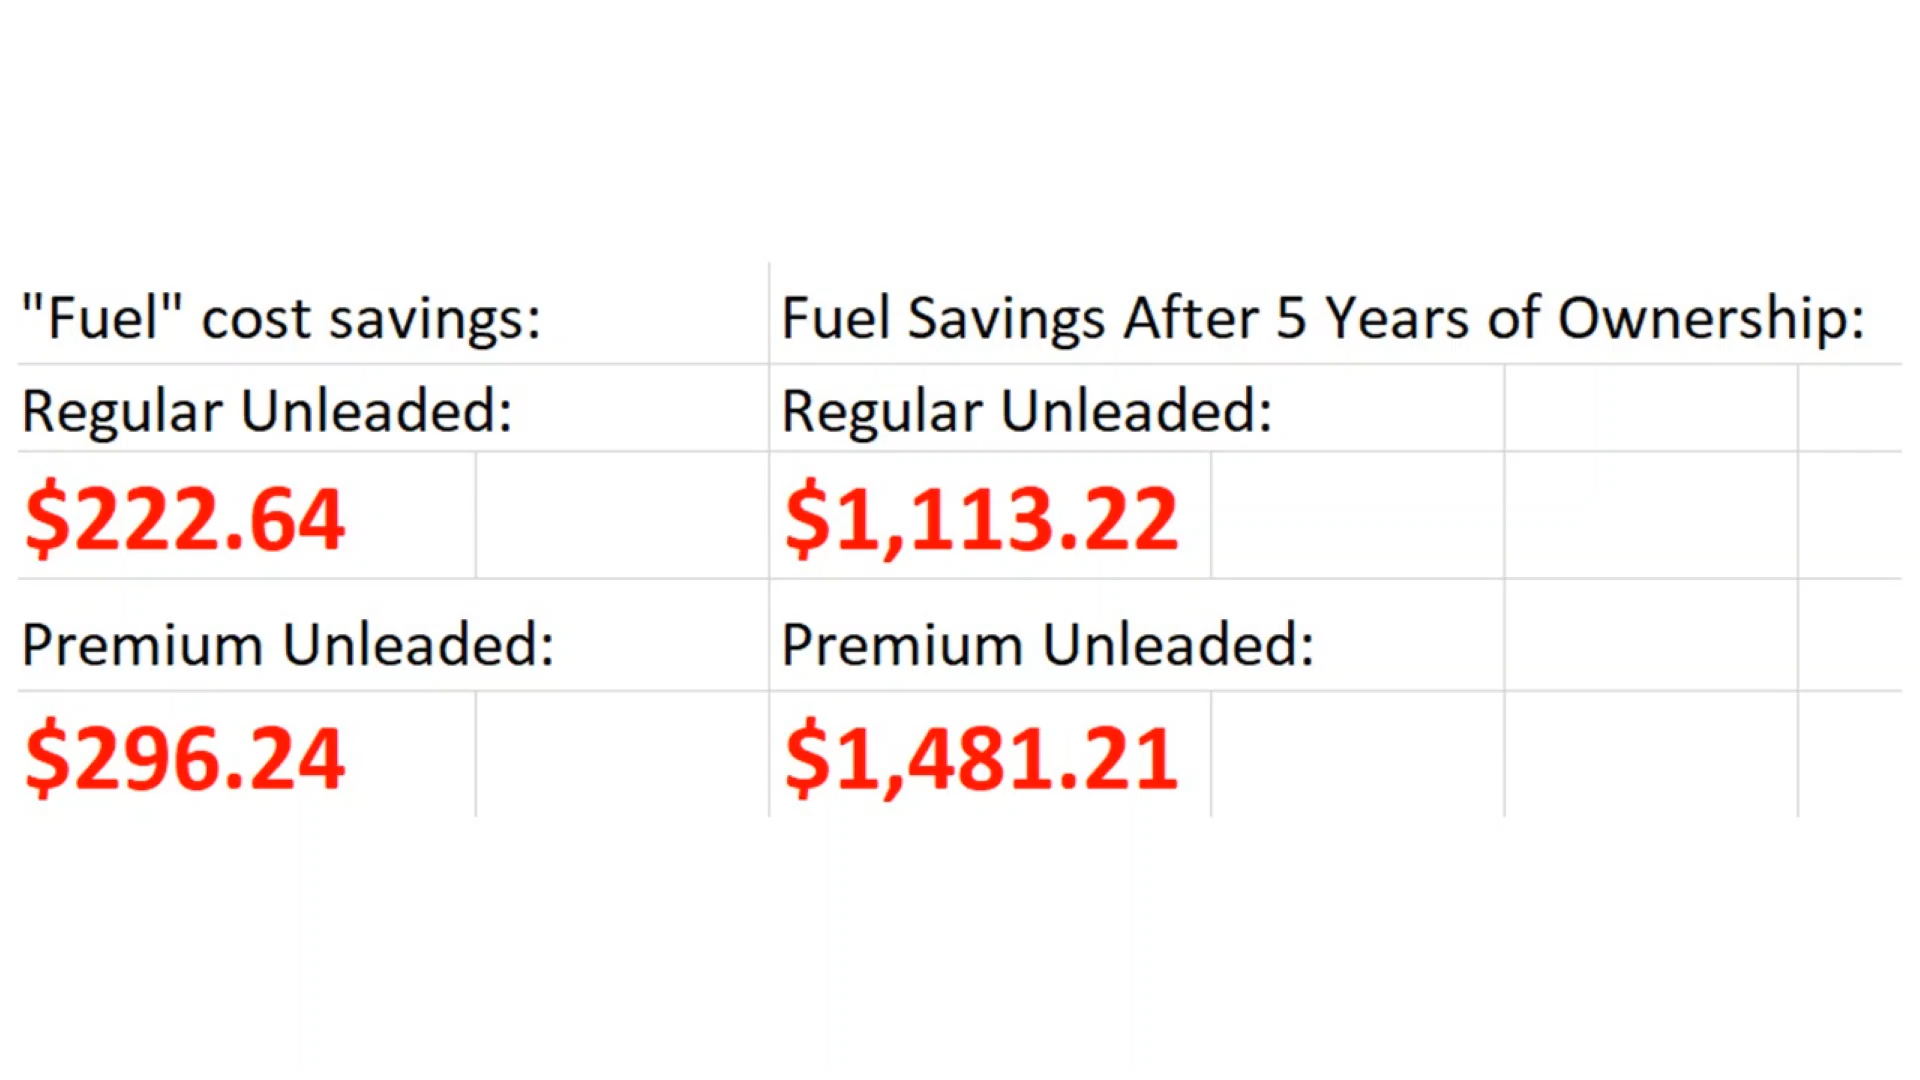 "Fuel" cost savings:
Fuel Savings After 5 Years of Ownership:
Regular Unleaded:
Regular Unleaded:
$222.64
$1,113.22
Premium Unleaded:
Premium Unleaded:
$296.24
$1,481.21